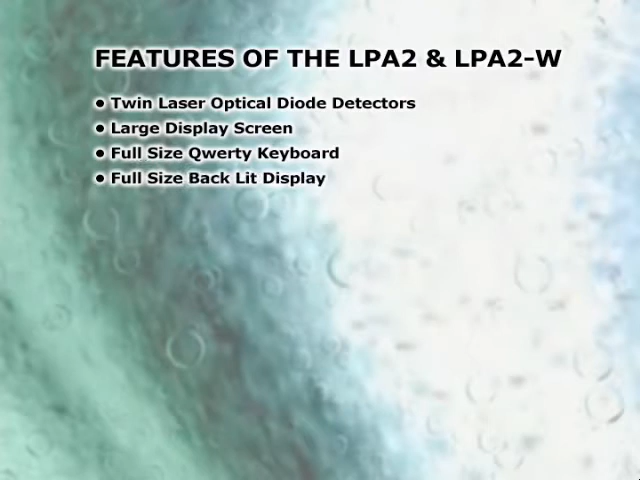 FEATURES OF THE LPA2 & LPA2-W
• Twin Laser Optical Diode Detectors
• Large Display Screen
• Full Size Qwerty Keyboard
• Full Size Back Lit Display